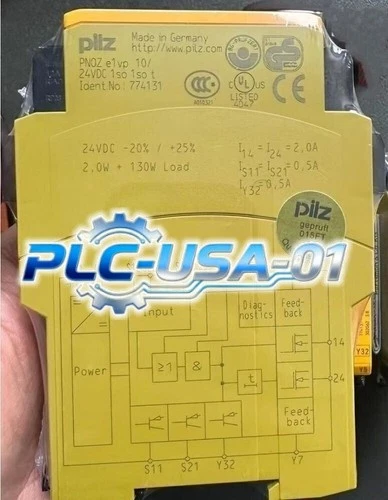 pilz
Made in Germany
http://www.pilz.com
PNOZ e1vp 10/
24VDC 1so 1so t
Ident.No: 774131
LISTED
24VDC -20% / +25%
2.0W + 130W Load
I14=I24=2.0A
IS11=IS21=0.5A
IY32=0.5A
pilz
geprüft
PLC-USA-01
Input
Diag-
nostics
Feed-
back
Power
≥1
&
t
14
24
Feed-
back
S11
S21
Y32
Y7
Y32